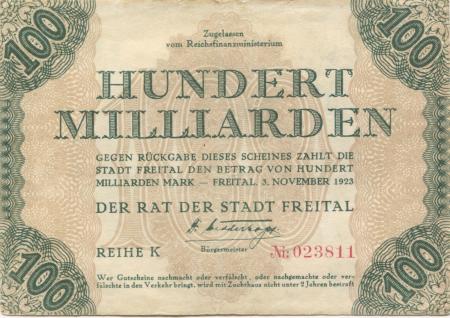 100 100
Zugelassen
vom Reichsfinanzministerium
HUNDERT
MILLIARDEN
GEGEN RÜCKGABE DIESES SCHEINES ZAHLT DIE
STADT FREITAL DEN BETRAG VON HUNDERT
MILLIARDEN MARK — FREITAL, 3. NOVEMBER 1923
DER RAT DER STADT FREITAL
REIHE K Bürgermeister № 023811
Wer Gutscheine nachmacht oder verfälscht, oder nachgemachte oder ver-
fälschte in den Verkehr bringt, wird mit Zuchthaus nicht unter 2 Jahren bestraft
100 100